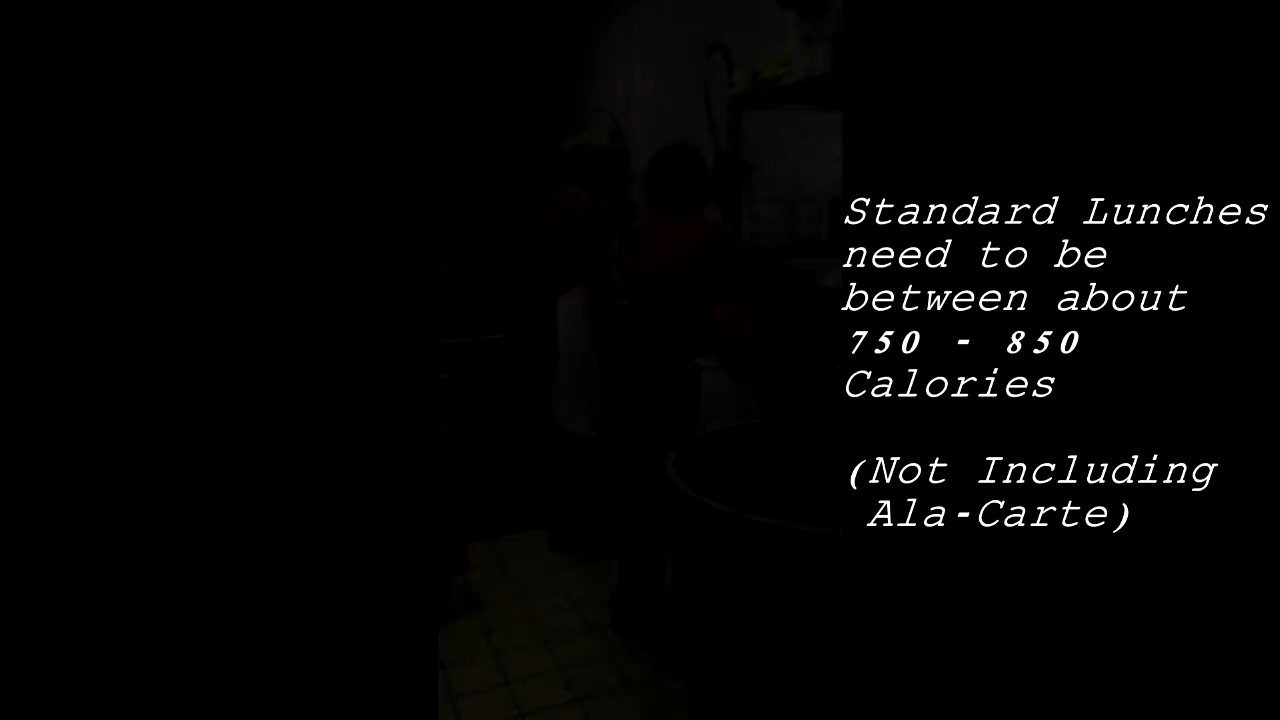 Standard Lunches
need to be
between about
750 - 850
Calories
(Not Including
Ala-Carte)